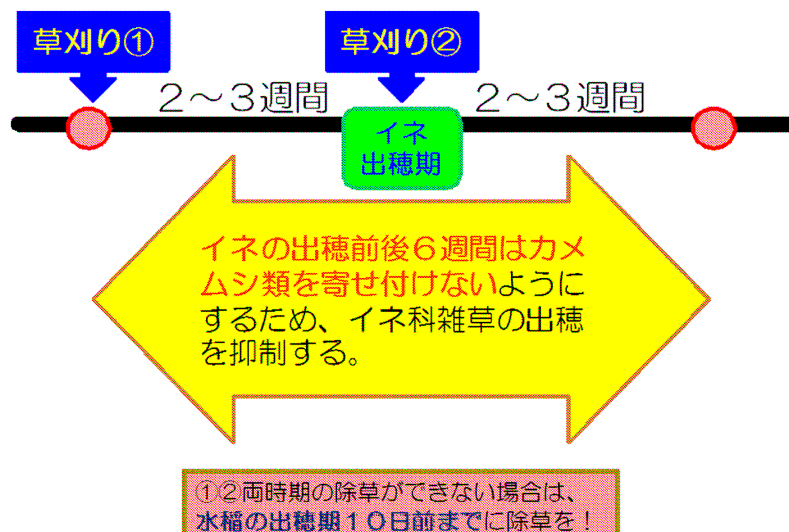 草刈り① 草刈り②
２～３週間 ２～３週間
イネ
出穂期
イネの出穂前後６週間はカメ
ムシ類を寄せ付けないように
するため、イネ科雑草の出穂
を抑制する。
①②両時期の除草ができない場合は、
水稲の出穂期１０日前までに除草を！